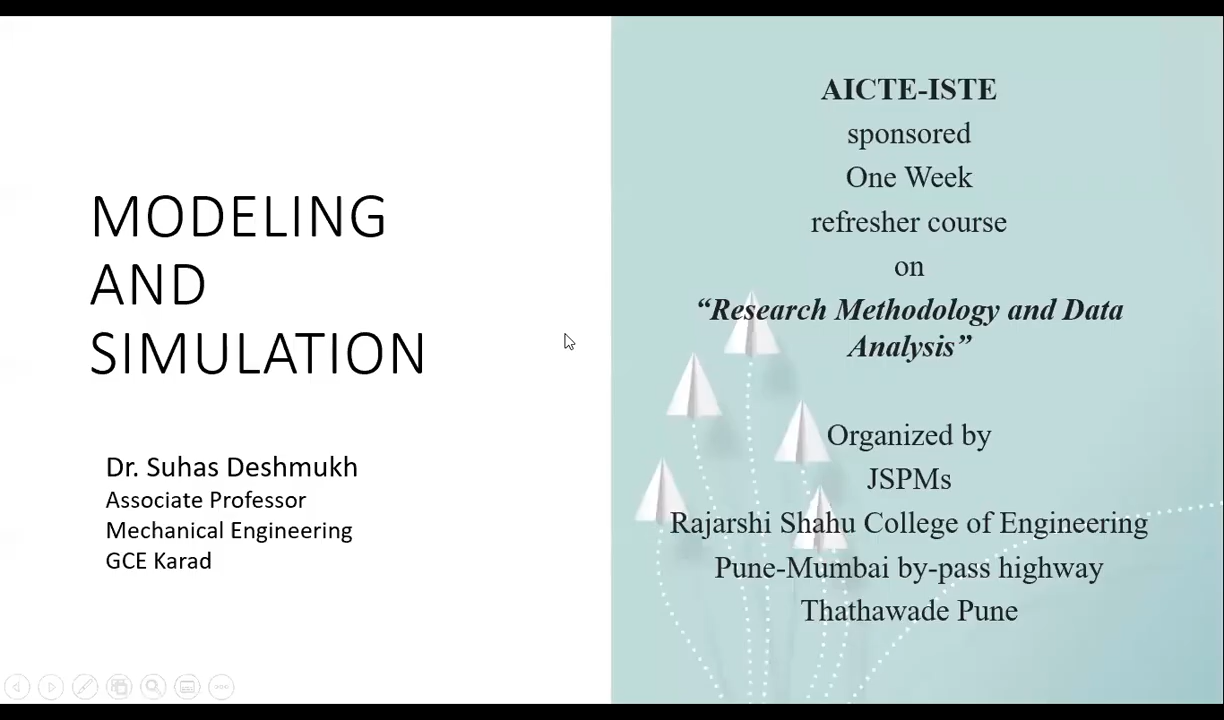 MODELING
AND
SIMULATION
Dr. Suhas Deshmukh
Associate Professor
Mechanical Engineering
GCE Karad
AICTE-ISTE
sponsored
One Week
refresher course
on
“Research Methodology and Data
Analysis”
Organized by
JSPMs
Rajarshi Shahu College of Engineering
Pune-Mumbai by-pass highway
Thathawade Pune